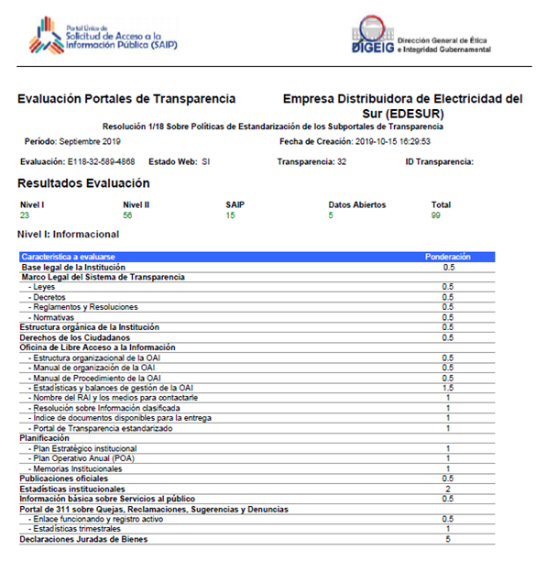 Portal Único de
Solicitud de Acceso a la
Información Pública (SAIP)
DIGEIG
Dirección General de Ética
e Integridad Gubernamental
Evaluación Portales de Transparencia
Empresa Distribuidora de Electricidad del
Sur (EDESUR)
Resolución 1/18 Sobre Políticas de Estandarización de los Subportales de Transparencia
Período: Septiembre 2019 Fecha de Creación: 2019-10-15 16:29:53
Evaluación: E118-32-589-4868 Estado Web: SI Transparencia: 32 ID Transparencia:
Resultados Evaluación
Nivel I Nivel II SAIP Datos Abiertos Total
23 56 15 5 99
Nivel I: Informacional
Característica a evaluarse Ponderación
Base legal de la Institución 0.5
Marco Legal del Sistema de Transparencia
- Leyes 0.5
- Decretos 0.5
- Reglamentos y Resoluciones 0.5
- Normativas 0.5
Estructura orgánica de la Institución 0.5
Derechos de los Ciudadanos 0.5
Oficina de Libre Acceso a la Información
- Estructura organizacional de la OAI 0.5
- Manual de organización de la OAI 0.5
- Manual de Procedimiento de la OAI 0.5
- Estadísticas y balances de gestión de la OAI 1.5
- Nombre del RAI y los medios para contactarle 1
- Resolución sobre Información clasificada 1
- Índice de documentos disponibles para la entrega 1
- Portal de Transparencia estandarizado 1
Planificación
- Plan Estratégico institucional 1
- Plan Operativo Anual (POA) 1
- Memorias Institucionales 1
Publicaciones oficiales 0.5
Estadísticas institucionales 2
Información básica sobre Servicios al público 0.5
Portal de 311 sobre Quejas, Reclamaciones, Sugerencias y Denuncias
- Enlace funcionando y registro activo 0.5
- Estadísticas trimestrales 1
Declaraciones Juradas de Bienes 5